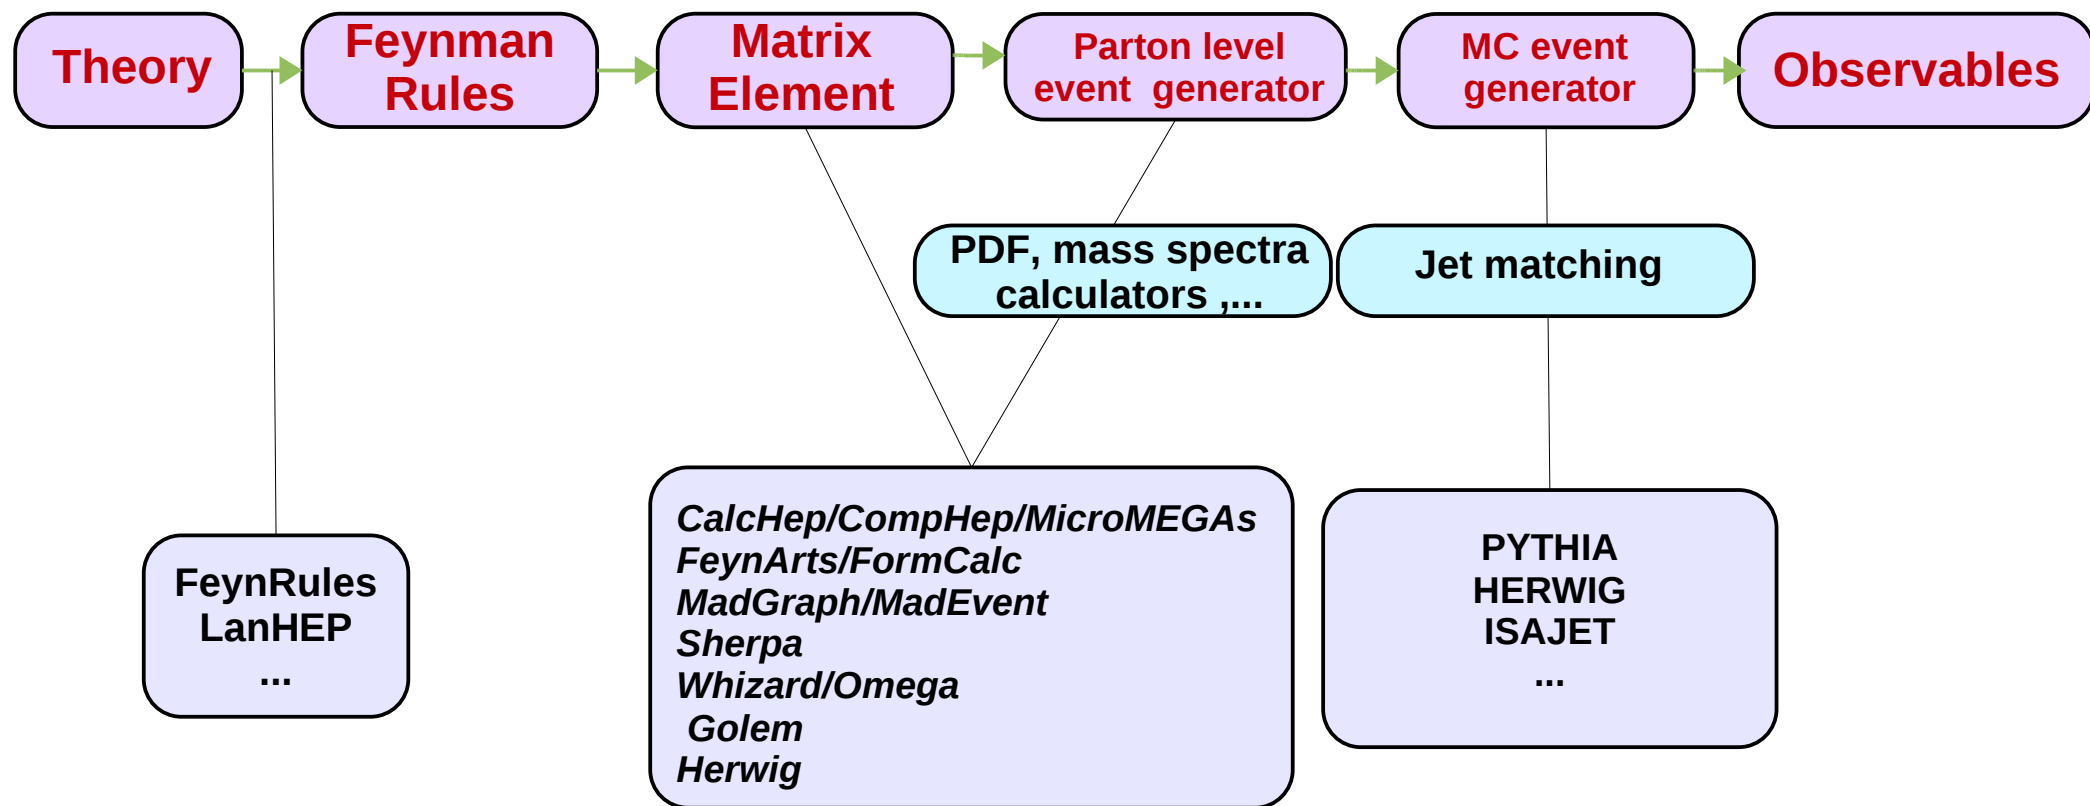 Theory
Feynman
Rules
Matrix
Element
Parton level
event generator
MC event
generator
Observables
PDF, mass spectra
calculators ,...
Jet matching
FeynRules
LanHEP
...
CalcHep/CompHep/MicroMEGAs
FeynArts/FormCalc
MadGraph/MadEvent
Sherpa
Whizard/Omega
Golem
Herwig
PYTHIA
HERWIG
ISAJET
...